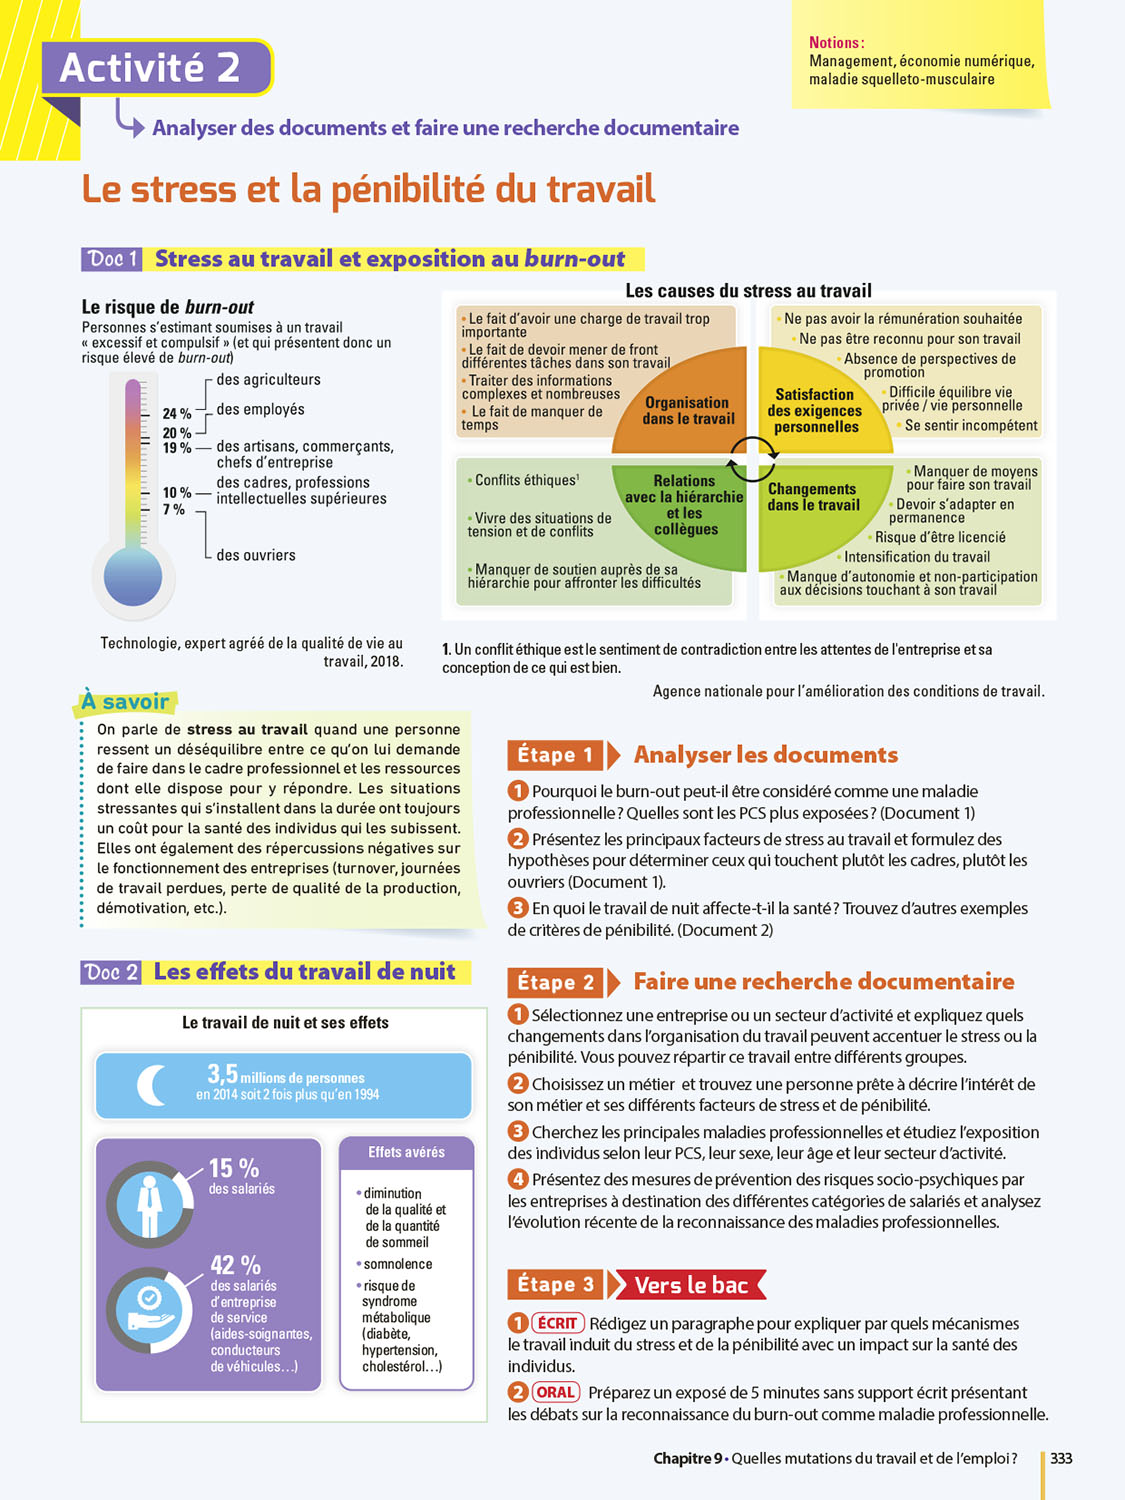 Activité 2
Notions :
Management, économie numérique,
maladie squelleto-musculaire
Analyser des documents et faire une recherche documentaire
Le stress et la pénibilité du travail
Doc 1 Stress au travail et exposition au burn-out
Le risque de burn-out
Personnes s'estimant soumises à un travail
« excessif et compulsif » (et qui présentent donc un
risque élevé de burn-out)
24 %
des agriculteurs
20 %
des employés
19 %
des artisans, commerçants,
chefs d'entreprise
10 %
des cadres, professions
intellectuelles supérieures
7 %
des ouvriers
Technologie, expert agréé de la qualité de vie au
travail, 2018.
Les causes du stress au travail
• Le fait d'avoir une charge de travail trop
importante
• Le fait de devoir mener de front
différentes tâches dans son travail
• Traiter des informations
complexes et nombreuses
• Le fait de manquer de
temps
Organisation
dans le travail
• Ne pas avoir la rémunération souhaitée
• Ne pas être reconnu pour son travail
• Absence de perspectives de
promotion
• Difficile équilibre vie
privée / vie personnelle
• Se sentir incompétent
Satisfaction
des exigences
personnelles
• Conflits éthiques¹
• Vivre des situations de
tension et de conflits
• Manquer de soutien auprès de sa
hiérarchie pour affronter les difficultés
Relations
avec la hiérarchie
et les
collègues
Changements
dans le travail
• Manquer de moyens
pour faire son travail
• Devoir s'adapter en
permanence
• Risque d'être licencié
• Intensification du travail
• Manque d'autonomie et non-participation
aux décisions touchant à son travail
1. Un conflit éthique est le sentiment de contradiction entre les attentes de l'entreprise et sa
conception de ce qui est bien.
Agence nationale pour l'amélioration des conditions de travail.
À savoir
On parle de stress au travail quand une personne
ressent un déséquilibre entre ce qu'on lui demande
de faire dans le cadre professionnel et les ressources
dont elle dispose pour y répondre. Les situations
stressantes qui s'installent dans la durée ont toujours
un coût pour la santé des individus qui les subissent.
Elles ont également des répercussions négatives sur
le fonctionnement des entreprises (turnover, journées
de travail perdues, perte de qualité de la production,
démotivation, etc.).
Doc 2 Les effets du travail de nuit
Le travail de nuit et ses effets
3,5 millions de personnes
en 2014 soit 2 fois plus qu'en 1994
15 %
des salariés
42 %
des salariés
d'entreprise
de service
(aides-soignantes,
conducteurs
de véhicules…)
Effets avérés
• diminution
de la qualité et
de la quantité
de sommeil
• somnolence
• risque de
syndrome
métabolique
(diabète,
hypertension,
cholestérol…)
Étape 1 Analyser les documents
1 Pourquoi le burn-out peut-il être considéré comme une maladie
professionnelle ? Quelles sont les PCS plus exposées ? (Document 1)
2 Présentez les principaux facteurs de stress au travail et formulez des
hypothèses pour déterminer ceux qui touchent plutôt les cadres, plutôt les
ouvriers (Document 1).
3 En quoi le travail de nuit affecte-t-il la santé ? Trouvez d'autres exemples
de critères de pénibilité. (Document 2)
Étape 2 Faire une recherche documentaire
1 Sélectionnez une entreprise ou un secteur d'activité et expliquez quels
changements dans l'organisation du travail peuvent accentuer le stress ou la
pénibilité. Vous pouvez répartir ce travail entre différents groupes.
2 Choisissez un métier et trouvez une personne prête à décrire l'intérêt de
son métier et ses différents facteurs de stress et de pénibilité.
3 Cherchez les principales maladies professionnelles et étudiez l'exposition
des individus selon leur PCS, leur sexe, leur âge et leur secteur d'activité.
4 Présentez des mesures de prévention des risques socio-psychiques par
les entreprises à destination des différentes catégories de salariés et analysez
l'évolution récente de la reconnaissance des maladies professionnelles.
Étape 3 Vers le bac
1 ÉCRIT Rédigez un paragraphe pour expliquer par quels mécanismes
le travail induit du stress et de la pénibilité avec un impact sur la santé des
individus.
2 ORAL Préparez un exposé de 5 minutes sans support écrit présentant
les débats sur la reconnaissance du burn-out comme maladie professionnelle.
Chapitre 9 • Quelles mutations du travail et de l'emploi ? 333